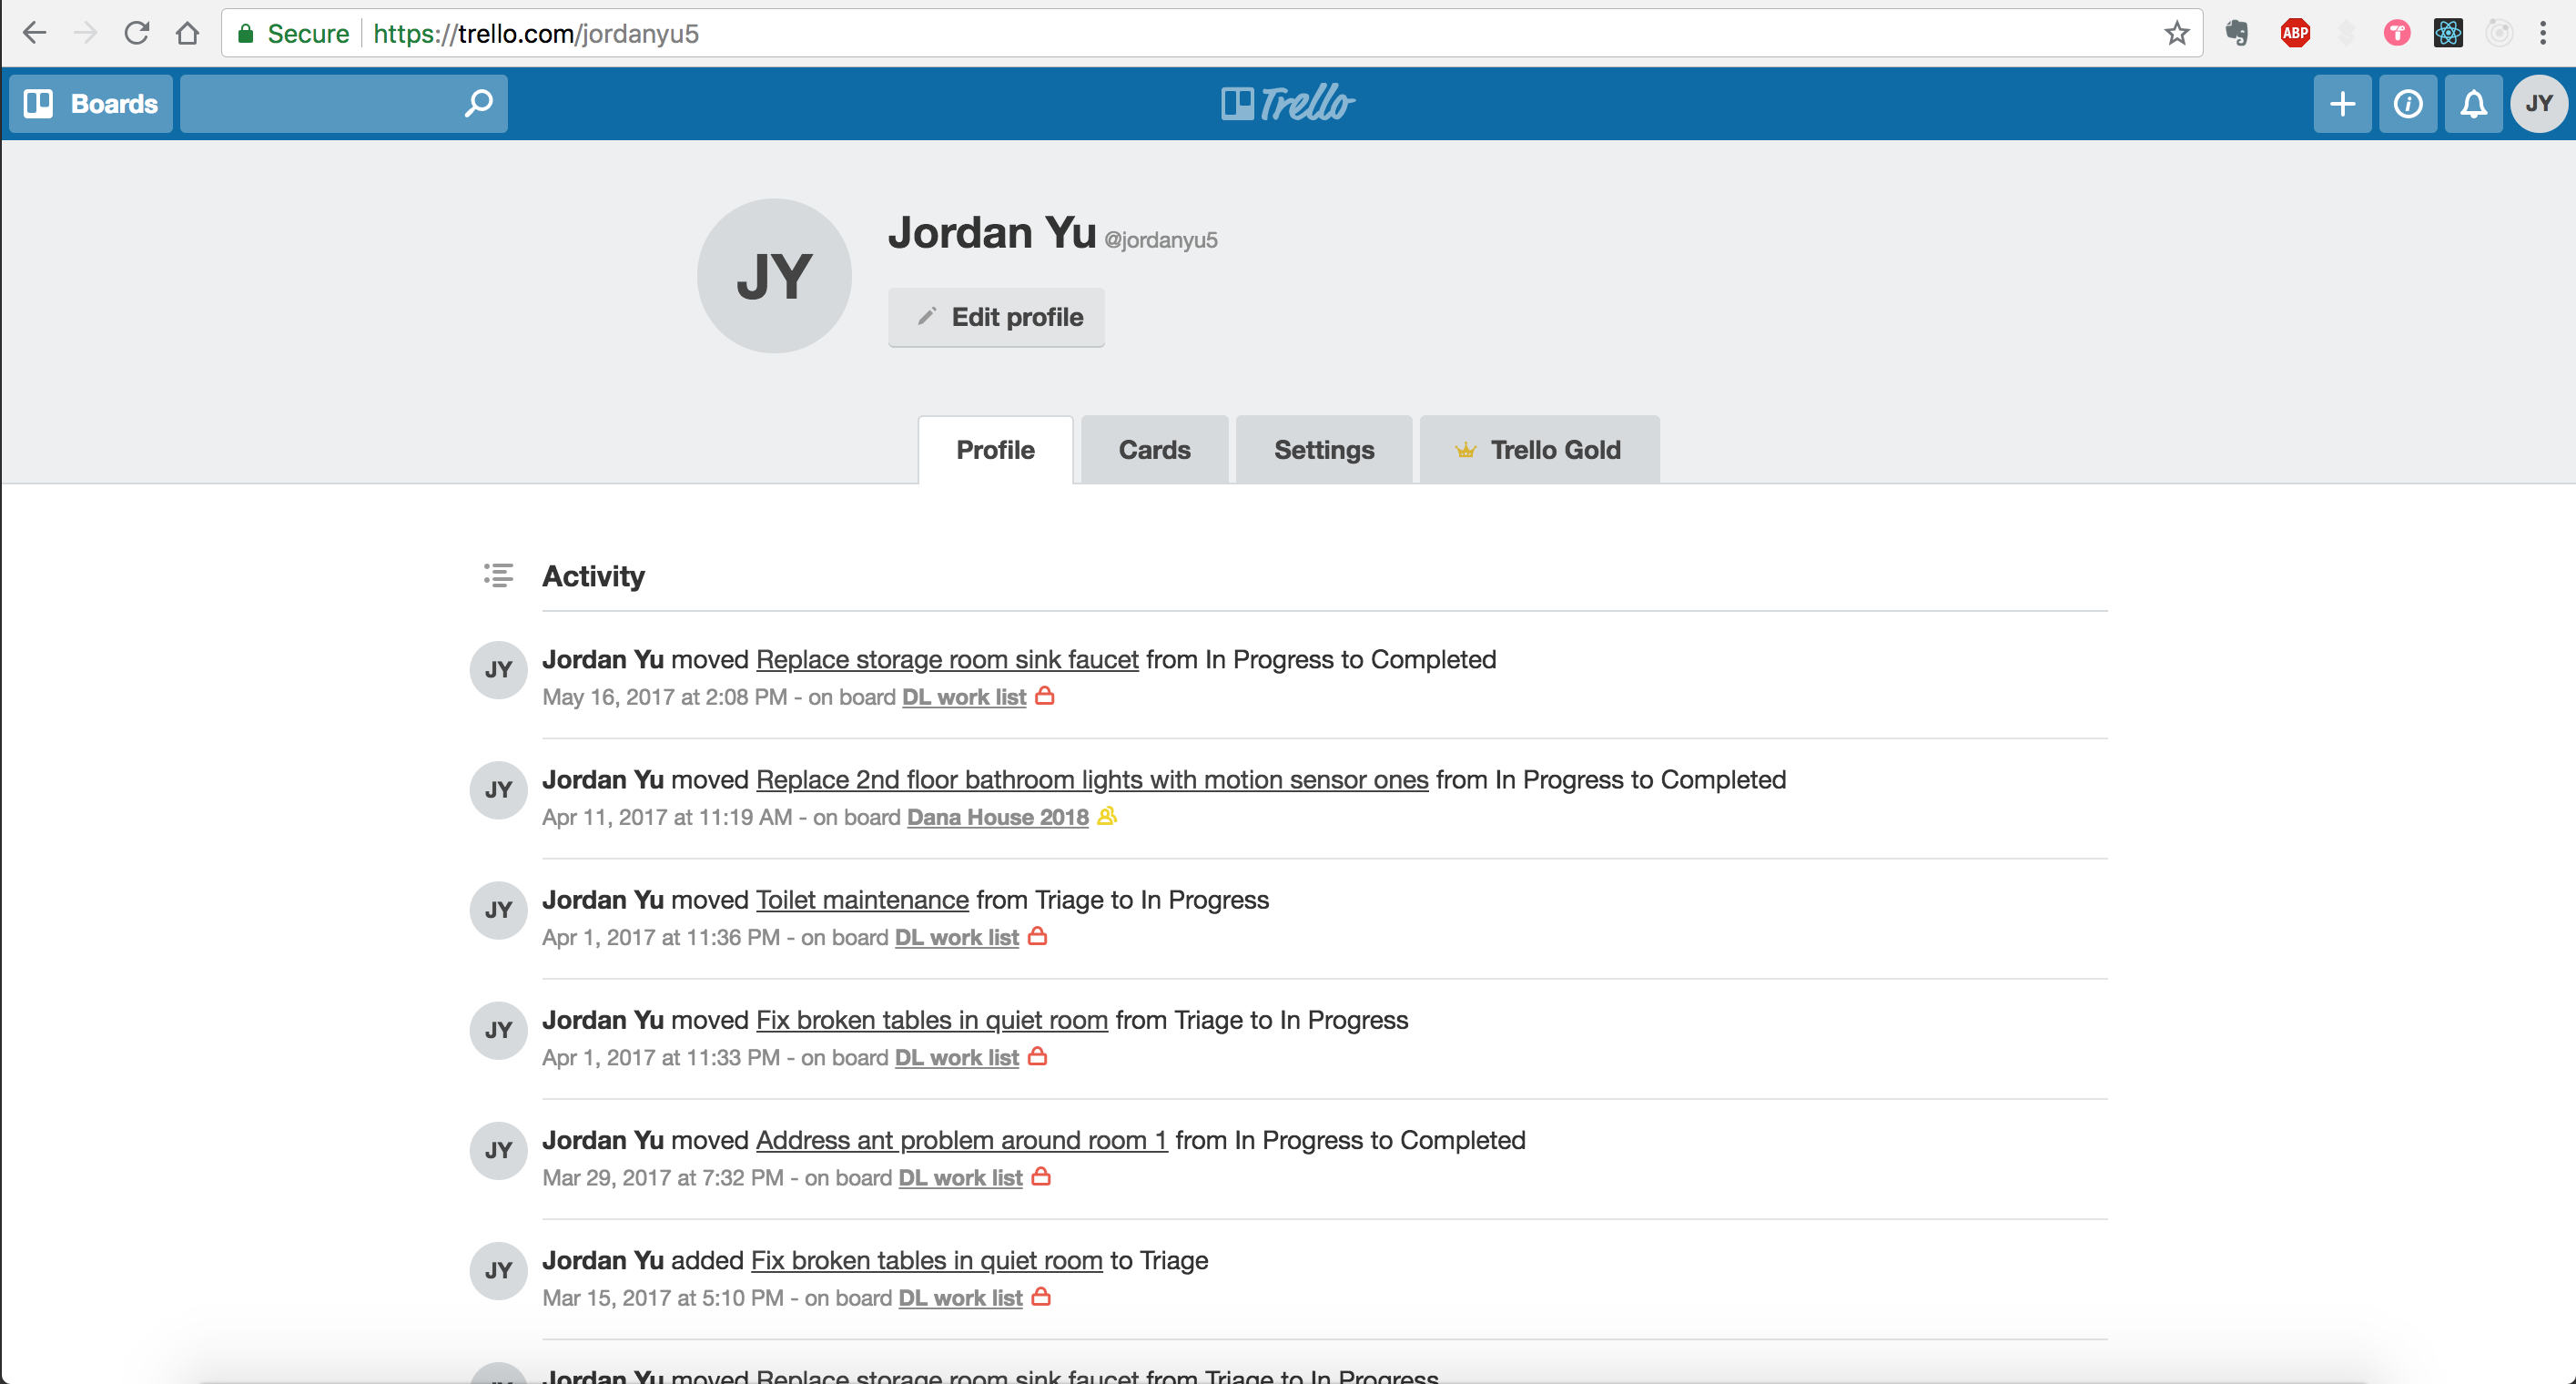 Secure https://trello.com/jordanyu5
ABP
Boards
Trello
JY
JY
Jordan Yu @jordanyu5
Edit profile
Profile Cards Settings Trello Gold
Activity
JY
Jordan Yu moved Replace storage room sink faucet from In Progress to Completed
May 16, 2017 at 2:08 PM - on board DL work list
JY
Jordan Yu moved Replace 2nd floor bathroom lights with motion sensor ones from In Progress to Completed
Apr 11, 2017 at 11:19 AM - on board Dana House 2018
JY
Jordan Yu moved Toilet maintenance from Triage to In Progress
Apr 1, 2017 at 11:36 PM - on board DL work list
JY
Jordan Yu moved Fix broken tables in quiet room from Triage to In Progress
Apr 1, 2017 at 11:33 PM - on board DL work list
JY
Jordan Yu moved Address ant problem around room 1 from In Progress to Completed
Mar 29, 2017 at 7:32 PM - on board DL work list
JY
Jordan Yu added Fix broken tables in quiet room to Triage
Mar 15, 2017 at 5:10 PM - on board DL work list
JY
Jordan Yu moved Replace storage room sink faucet from Triage to In Progress